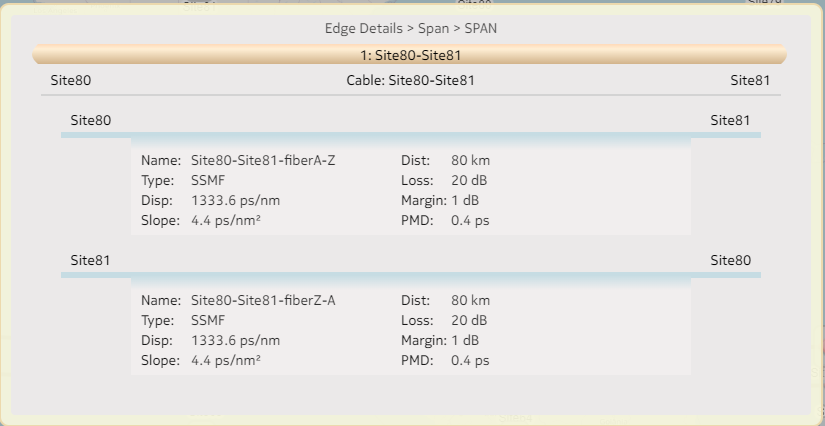 Edge Details > Span > SPAN
1: Site80-Site81
Site80 Cable: Site80-Site81 Site81
Site80 Site81
Name: Site80-Site81-fiberA-Z Dist: 80 km
Type: SSMF Loss: 20 dB
Disp: 1333.6 ps/nm Margin: 1 dB
Slope: 4.4 ps/nm² PMD: 0.4 ps
Site81 Site80
Name: Site80-Site81-fiberZ-A Dist: 80 km
Type: SSMF Loss: 20 dB
Disp: 1333.6 ps/nm Margin: 1 dB
Slope: 4.4 ps/nm² PMD: 0.4 ps